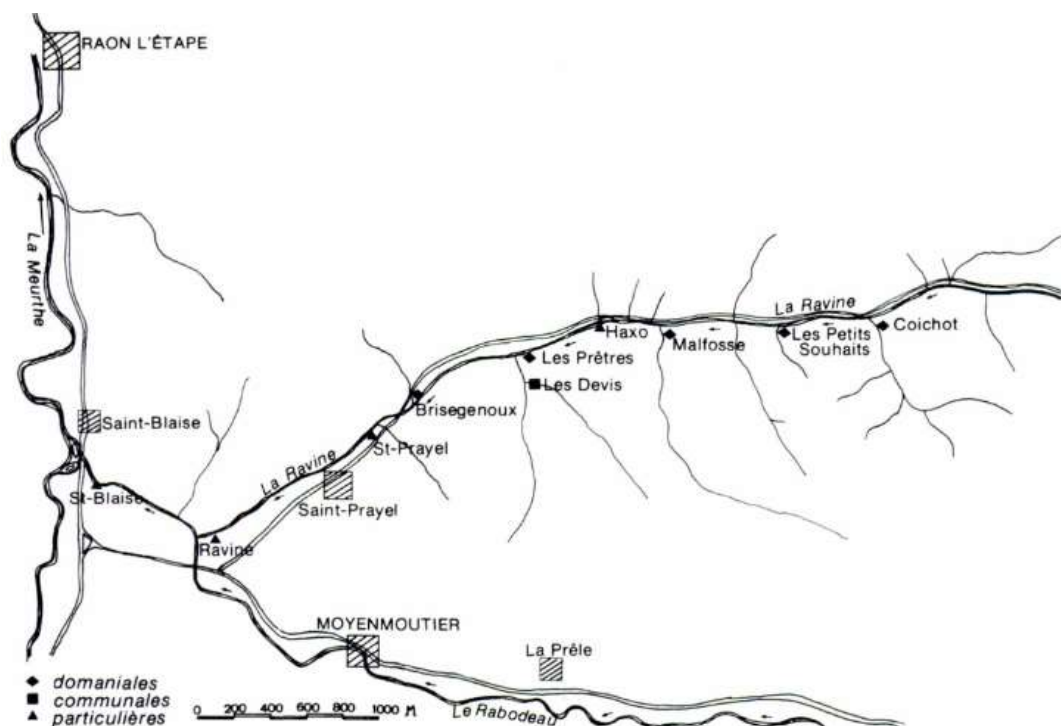 RAON L'ÉTAPE
La Meurthe
La Ravine
Haxo
Malfosse
Les Petits
Souhaits
Coichot
Les Prêtres
Les Devis
Brisegenoux
Saint-Blaise
St-Prayel
La Ravine
St-Blaise
Saint-Prayel
Ravine
MOYENMOUTIER
La Prêle
domaniales
communales
particulières
0 200 400 600 800 1000 M
Le Rabodeau